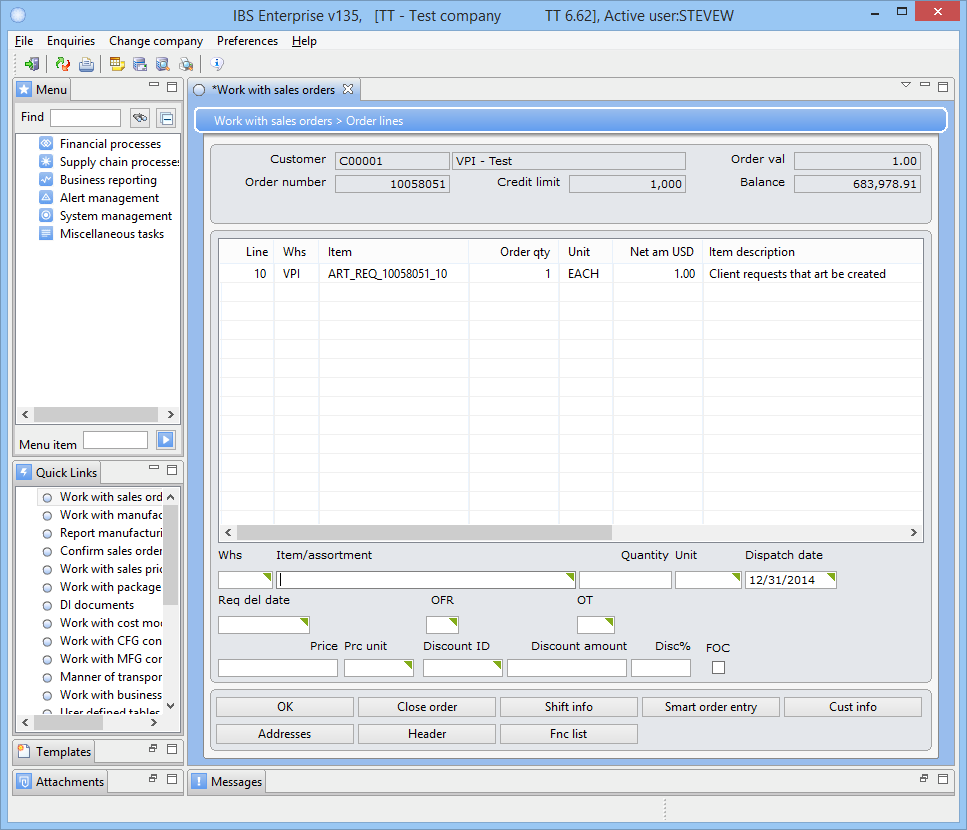 IBS Enterprise v135, [TT - Test company TT 6.62], Active user:STEVEW
File Enquiries Change company Preferences Help
Menu
Find
Financial processes
Supply chain processes
Business reporting
Alert management
System management
Miscellaneous tasks
Menu item
Quick Links
Work with sales ord
Work with manufac
Report manufacturi
Confirm sales order
Work with sales pric
Work with package
DI documents
Work with cost mod
Work with CFG con
Work with MFG cor
Manner of transpor
Work with business
User defined tables
Templates
Attachments
*Work with sales orders
Work with sales orders > Order lines
Customer C00001 VPI - Test Order val 1.00
Order number 10058051 Credit limit 1,000 Balance 683,978.91
Line Whs Item Order qty Unit Net am USD Item description
10 VPI ART_REQ_10058051_10 1 EACH 1.00 Client requests that art be created
Whs Item/assortment Quantity Unit Dispatch date
12/31/2014
Req del date OFR OT
Price Prc unit Discount ID Discount amount Disc% FOC
OK Close order Shift info Smart order entry Cust info
Addresses Header Fnc list
Messages